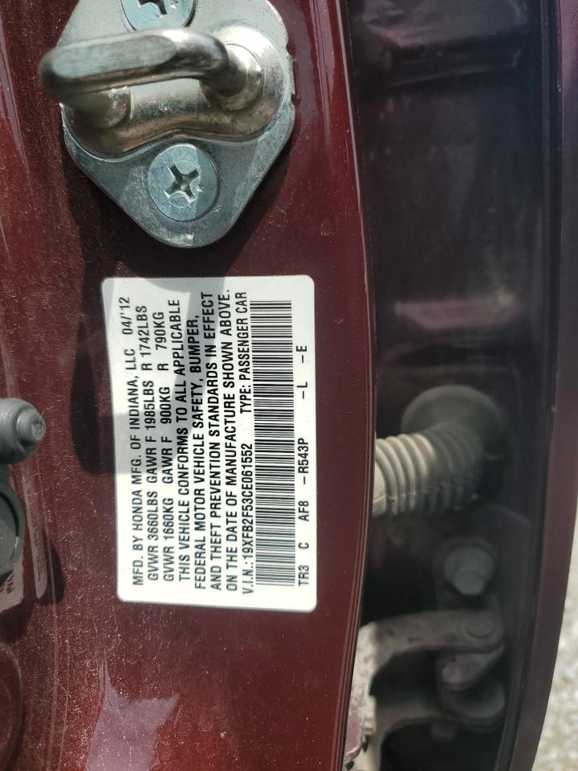 MFD. BY HONDA MFG. OF INDIANA, LLC 04/'12
GVWR 3660LBS GAWR F 1985LBS R 1742LBS
GVWR 1660KG GAWR F 900KG R 790KG
THIS VEHICLE CONFORMS TO ALL APPLICABLE
FEDERAL MOTOR VEHICLE SAFETY, BUMPER,
AND THEFT PREVENTION STANDARDS IN EFFECT
ON THE DATE OF MANUFACTURE SHOWN ABOVE.
V.I.N.:19XFB2F53CE061552 TYPE: PASSENGER CAR
TR3 C AF8 -R543P -L -E